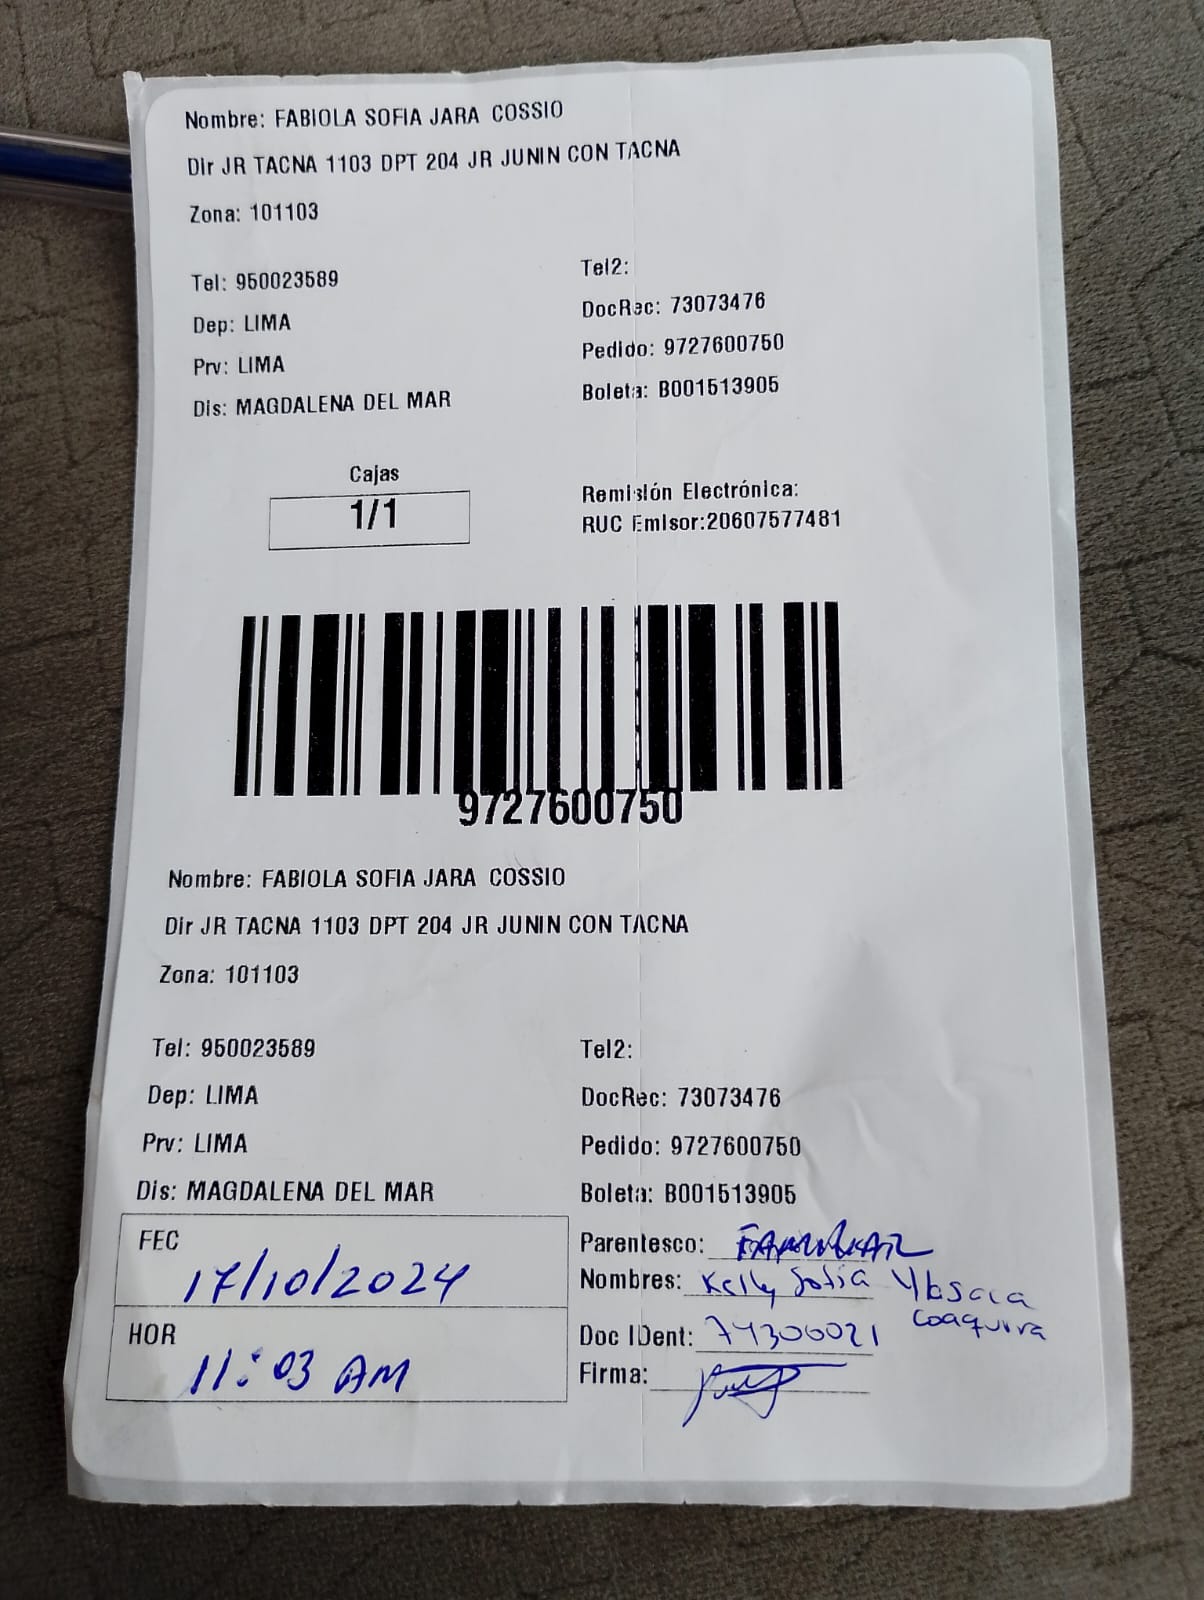 Nombre: FABIOLA SOFIA JARA COSSIO
Dir JR TACNA 1103 DPT 204 JR JUNIN CON TACNA
Zona: 101103
Tel: 950023589
Tel2:
DocRec: 73073476
Dep: LIMA
Pedido: 9727600750
Prv: LIMA
Boleta: B001513905
Dis: MAGDALENA DEL MAR
Cajas
1/1
Remisión Electrónica:
RUC Emisor:20607577481
9727600750
Nombre: FABIOLA SOFIA JARA COSSIO
Dir JR TACNA 1103 DPT 204 JR JUNIN CON TACNA
Zona: 101103
Tel: 950023589
Tel2:
Dep: LIMA
DocRec: 73073476
Prv: LIMA
Pedido: 9727600750
Dis: MAGDALENA DEL MAR
Boleta: B001513905
FEC
17/10/2024
HOR
11:03 AM
Parentesco: FAMILIAR
Nombres: Kelly Sofia
Coaquira
Doc IDent: 74306021
Firma: